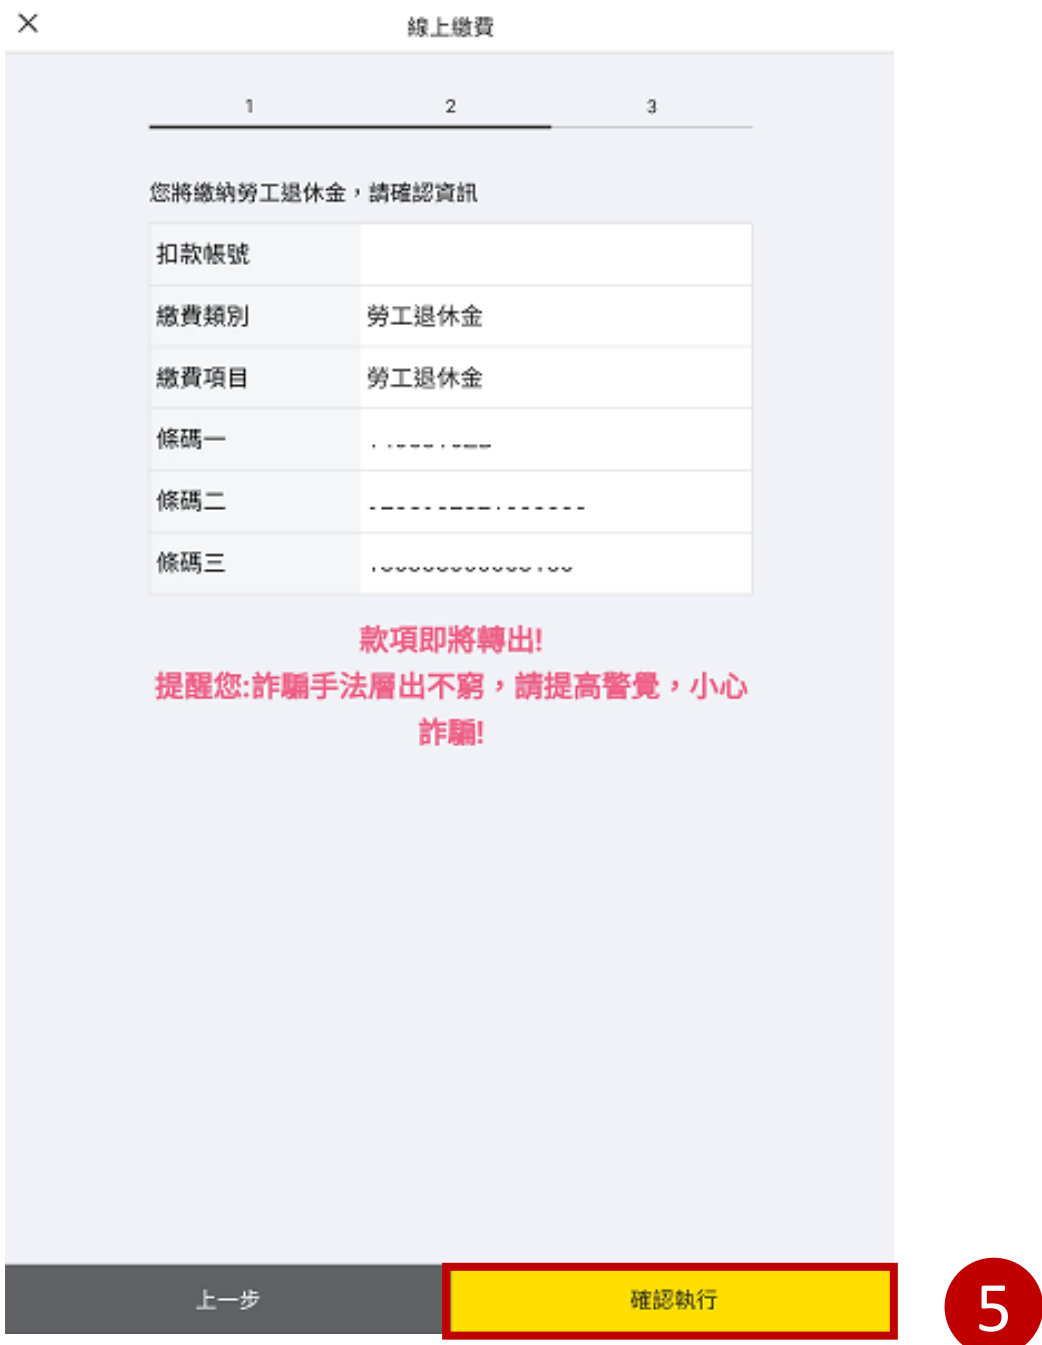 線上繳費
1 2 3
您將繳納勞工退休金，請確認資訊
扣款帳號
繳費類別 勞工退休金
繳費項目 勞工退休金
條碼一
條碼二
條碼三
款項即將轉出!
提醒您:詐騙手法層出不窮，請提高警覺，小心
詐騙!
上一步 確認執行
5